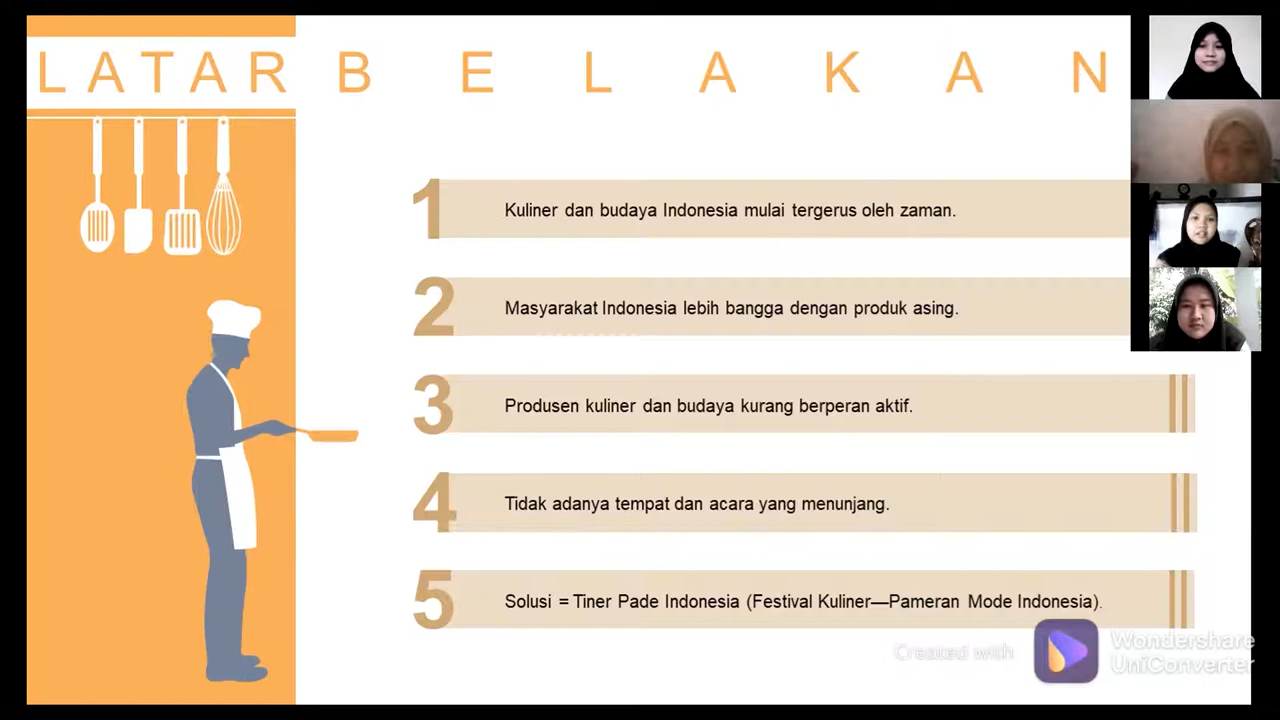 LATAR BELAKAN
1 Kuliner dan budaya Indonesia mulai tergerus oleh zaman.
2 Masyarakat Indonesia lebih bangga dengan produk asing.
3 Produsen kuliner dan budaya kurang berperan aktif.
4 Tidak adanya tempat dan acara yang menunjang.
5 Solusi = Tiner Pade Indonesia (Festival Kuliner—Pameran Mode Indonesia).
Created with Wondershare
UniConverter